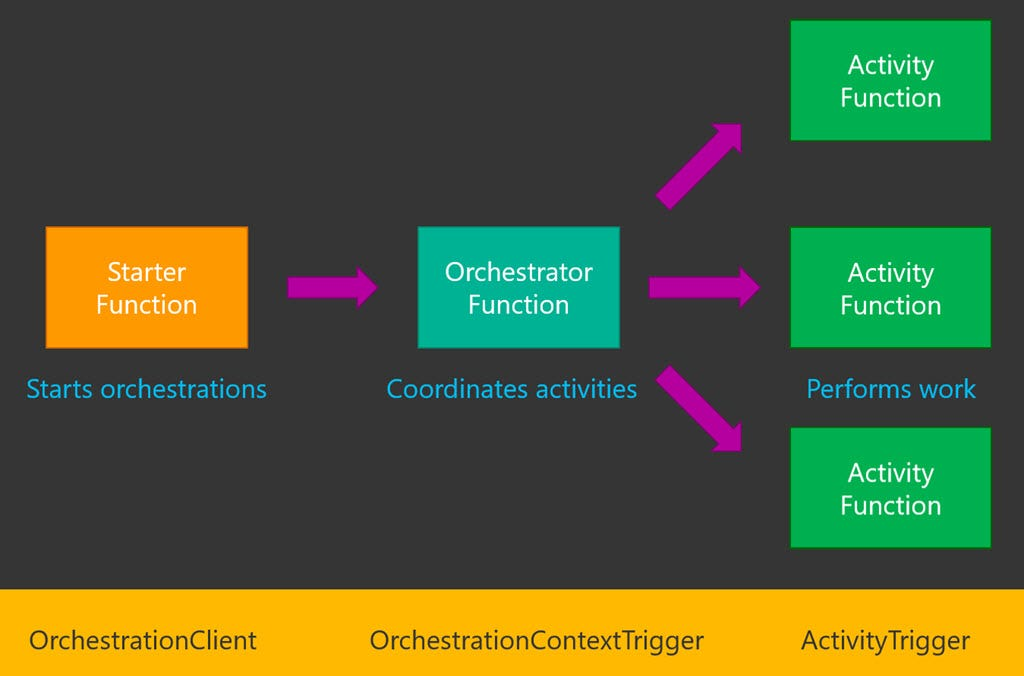 Activity
Function
Starter
Function
Orchestrator
Function
Activity
Function
Starts orchestrations
Coordinates activities
Performs work
Activity
Function
OrchestrationClient
OrchestrationContextTrigger
ActivityTrigger